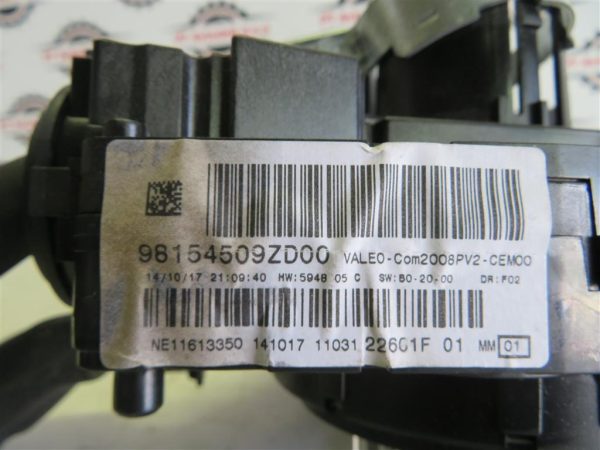 98154509ZD00 VALEO-Com2008PV2-CEM00
14/10/17 21:09:40 HW:5948 05 C SW:80-20-00 DR:F02
NE11613350 141017 11031 22601F 01 MM 01